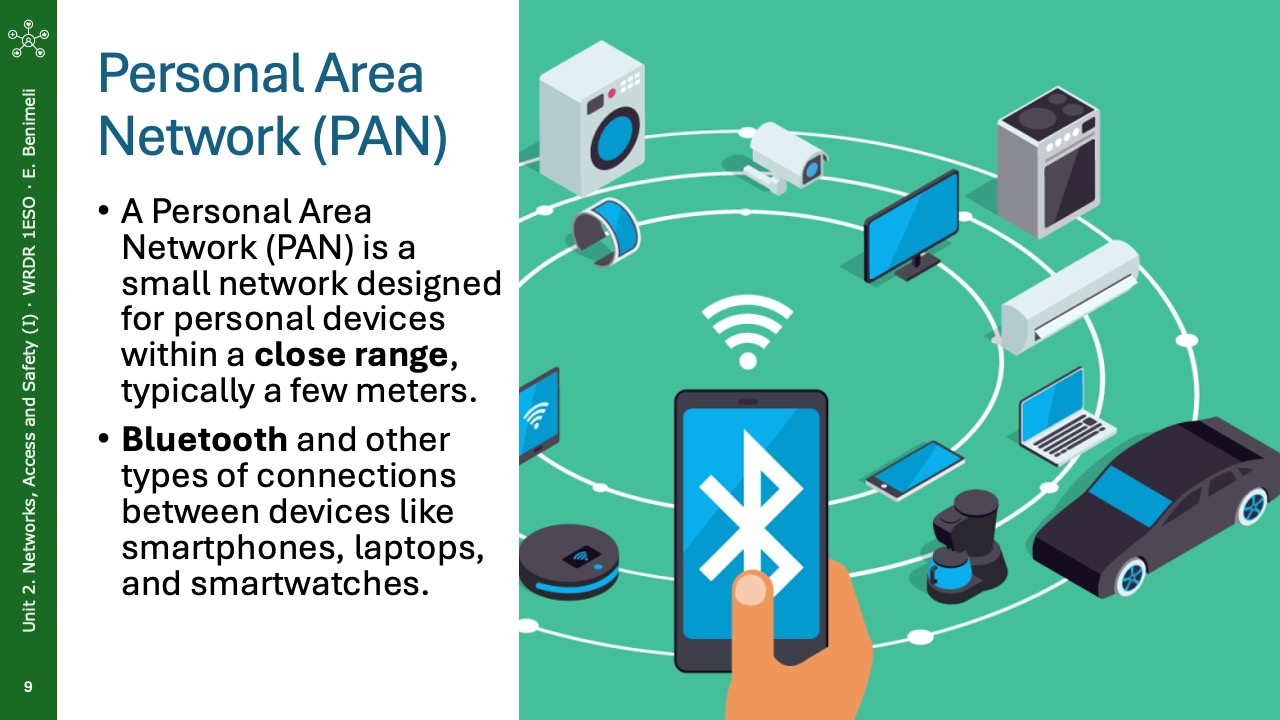 Unit 2. Networks, Access and Safety (I) · WRDR 1ESO · E. Benimeli
9
Personal Area
Network (PAN)
• A Personal Area
Network (PAN) is a
small network designed
for personal devices
within a close range,
typically a few meters.
• Bluetooth and other
types of connections
between devices like
smartphones, laptops,
and smartwatches.